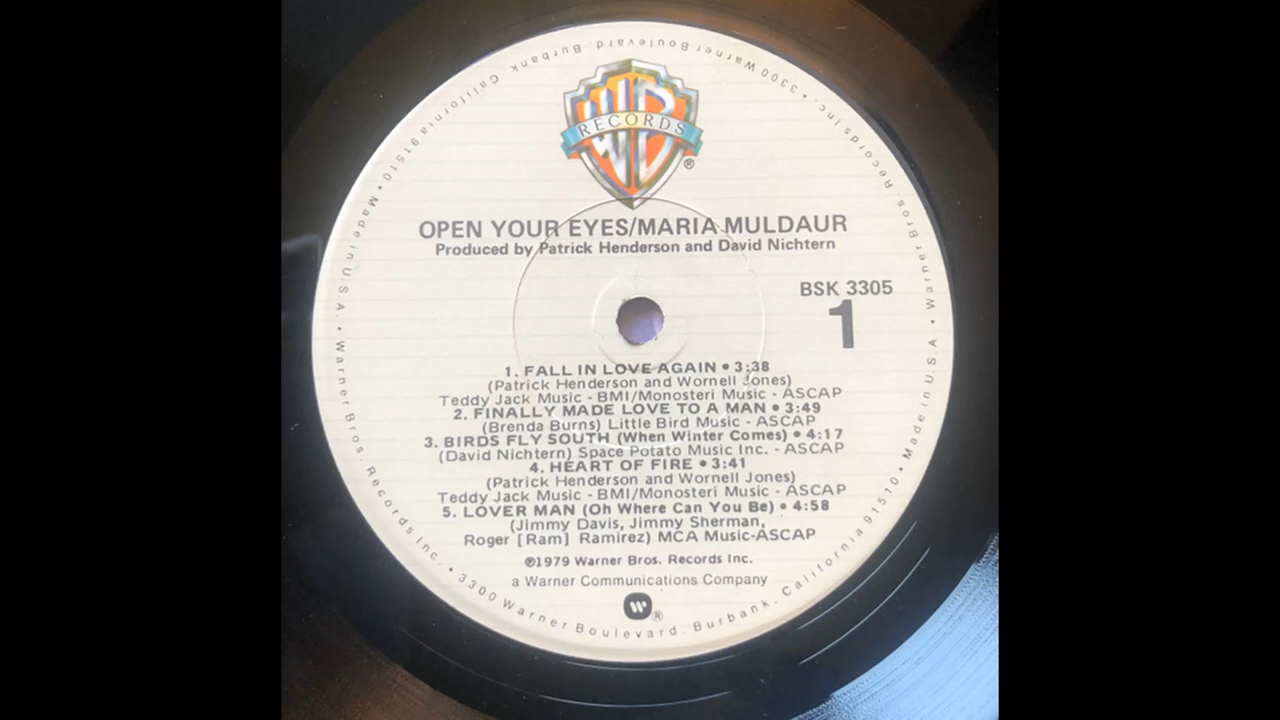 WB
RECORDS
®
OPEN YOUR EYES/MARIA MULDAUR
Produced by Patrick Henderson and David Nichtern
BSK 3305
1
1. FALL IN LOVE AGAIN • 3:38
(Patrick Henderson and Wornell Jones)
Teddy Jack Music - BMI/Monosteri Music - ASCAP
2. FINALLY MADE LOVE TO A MAN • 3:49
(Brenda Burns) Little Bird Music - ASCAP
3. BIRDS FLY SOUTH (When Winter Comes) • 4:17
(David Nichtern) Space Potato Music Inc. - ASCAP
4. HEART OF FIRE • 3:41
(Patrick Henderson and Wornell Jones)
Teddy Jack Music - BMI/Monosteri Music - ASCAP
5. LOVER MAN (Oh Where Can You Be) • 4:58
(Jimmy Davis, Jimmy Sherman,
Roger [Ram] Ramirez) MCA Music-ASCAP
℗1979 Warner Bros. Records Inc.
a Warner Communications Company
W®
Warner Bros. Records Inc. • 3300 Warner Boulevard, Burbank, California 91510 • Made in U.S.A. • Warner Bros. Records Inc. • 3300 Warner Boulevard, Burbank, California 91510 • Made in U.S.A. •